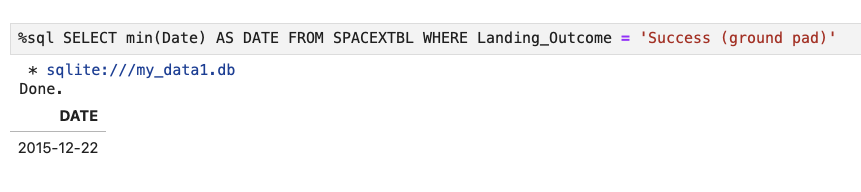 %sql SELECT min(Date) AS DATE FROM SPACEXTBL WHERE Landing_Outcome = 'Success (ground pad)'
* sqlite:///my_data1.db
Done.
DATE
2015-12-22